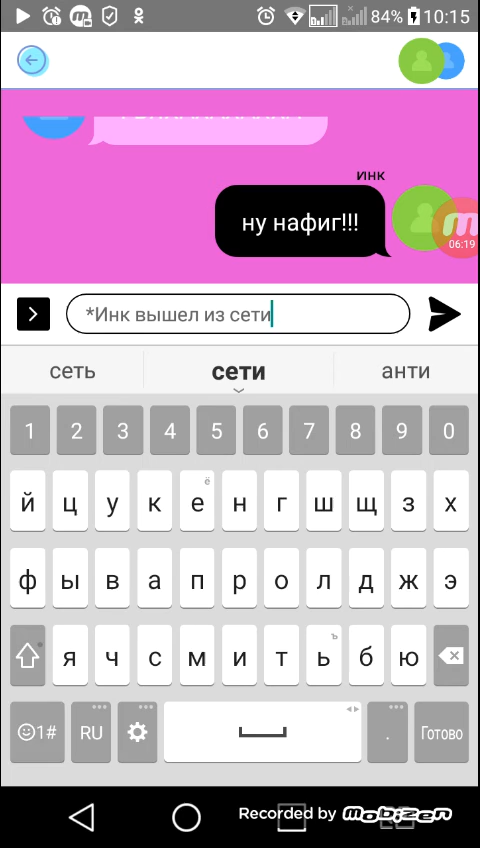 84% 10:15
инк
ну нафиг!!!
06:19
*Инк вышел из сети
сеть сети анти
1 2 3 4 5 6 7 8 9 0
ё
й ц у к е н г ш щ з х
ф ы в а п р о л д ж э
ъ
я ч с м и т ь б ю
1# RU . Готово
Recorded by Mobizen